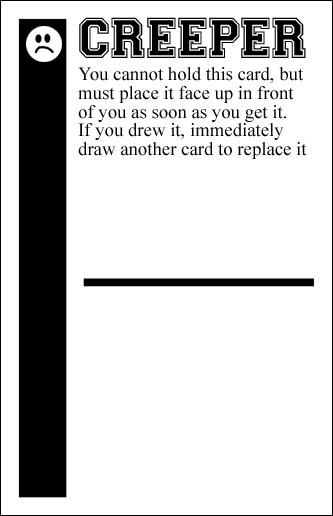 CREEPER
You cannot hold this card, but
must place it face up in front
of you as soon as you get it.
If you drew it, immediately
draw another card to replace it